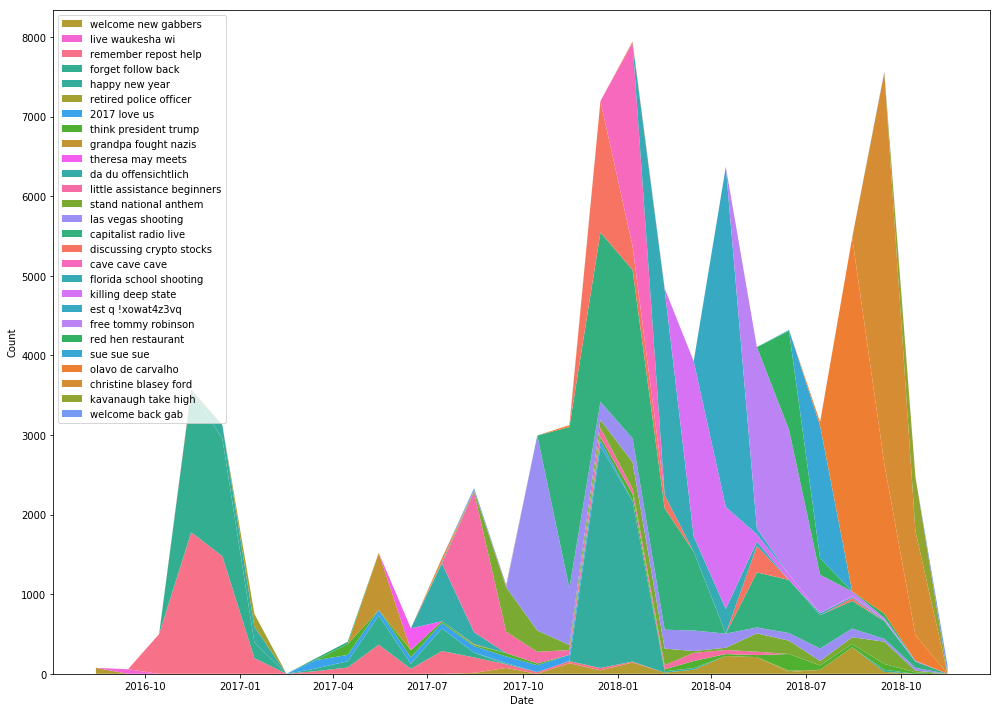 welcome new gabbers
live waukesha wi
remember repost help
forget follow back
happy new year
retired police officer
2017 love us
think president trump
grandpa fought nazis
theresa may meets
da du offensichtlich
little assistance beginners
stand national anthem
las vegas shooting
capitalist radio live
discussing crypto stocks
cave cave cave
florida school shooting
killing deep state
est q !xowat4z3vq
free tommy robinson
red hen restaurant
sue sue sue
olavo de carvalho
christine blasey ford
kavanaugh take high
welcome back gab
8000
7000
6000
5000
4000
3000
2000
1000
0
Count
2016-10 2017-01 2017-04 2017-07 2017-10 2018-01 2018-04 2018-07 2018-10
Date